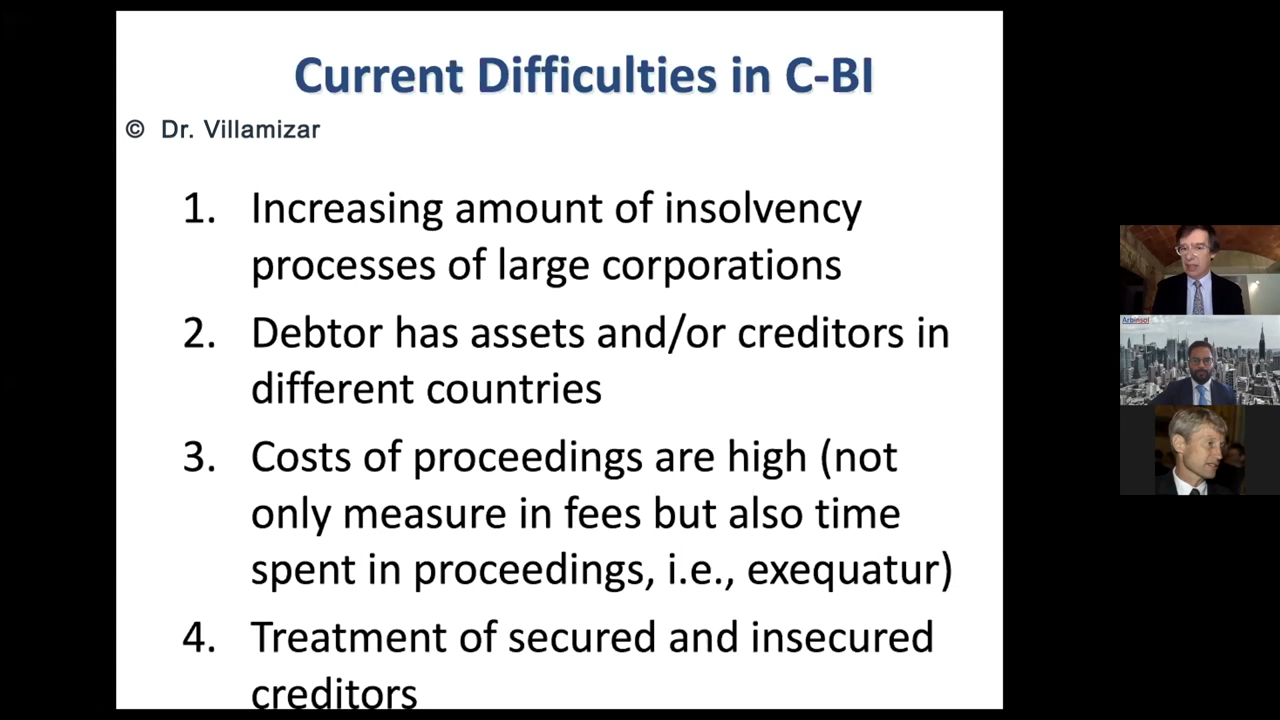 Current Difficulties in C-BI
© Dr. Villamizar
1. Increasing amount of insolvency
processes of large corporations
2. Debtor has assets and/or creditors in
different countries
3. Costs of proceedings are high (not
only measure in fees but also time
spent in proceedings, i.e., exequatur)
4. Treatment of secured and insecured
creditors
Arbinsol